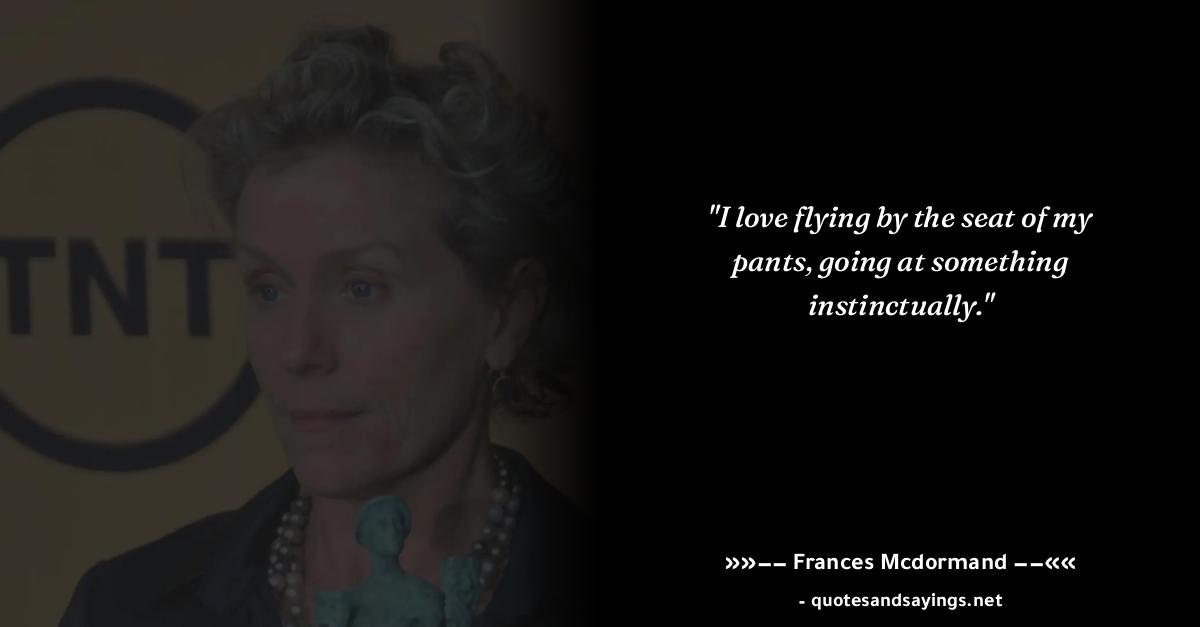 TNT
"I love flying by the seat of my
pants, going at something
instinctually."
»»−− Frances Mcdormand −−««
- quotesandsayings.net